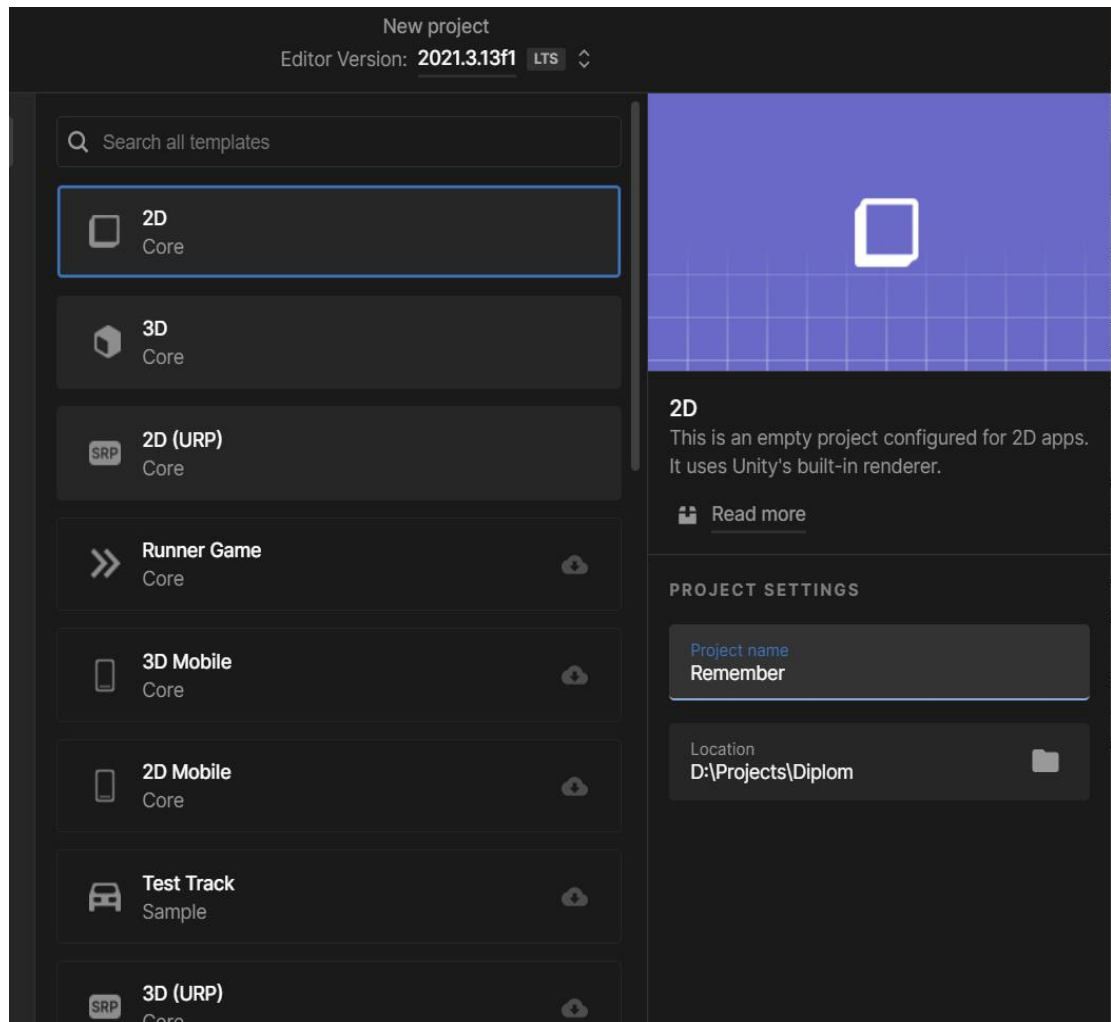 New project
Editor Version: 2021.3.13f1 LTS
Search all templates
2D
Core
3D
Core
SRP
2D (URP)
Core
Runner Game
Core
3D Mobile
Core
2D Mobile
Core
Test Track
Sample
SRP
3D (URP)
Core
2D
This is an empty project configured for 2D apps.
It uses Unity's built-in renderer.
Read more
PROJECT SETTINGS
Project name
Remember
Location
D:\Projects\Diplom